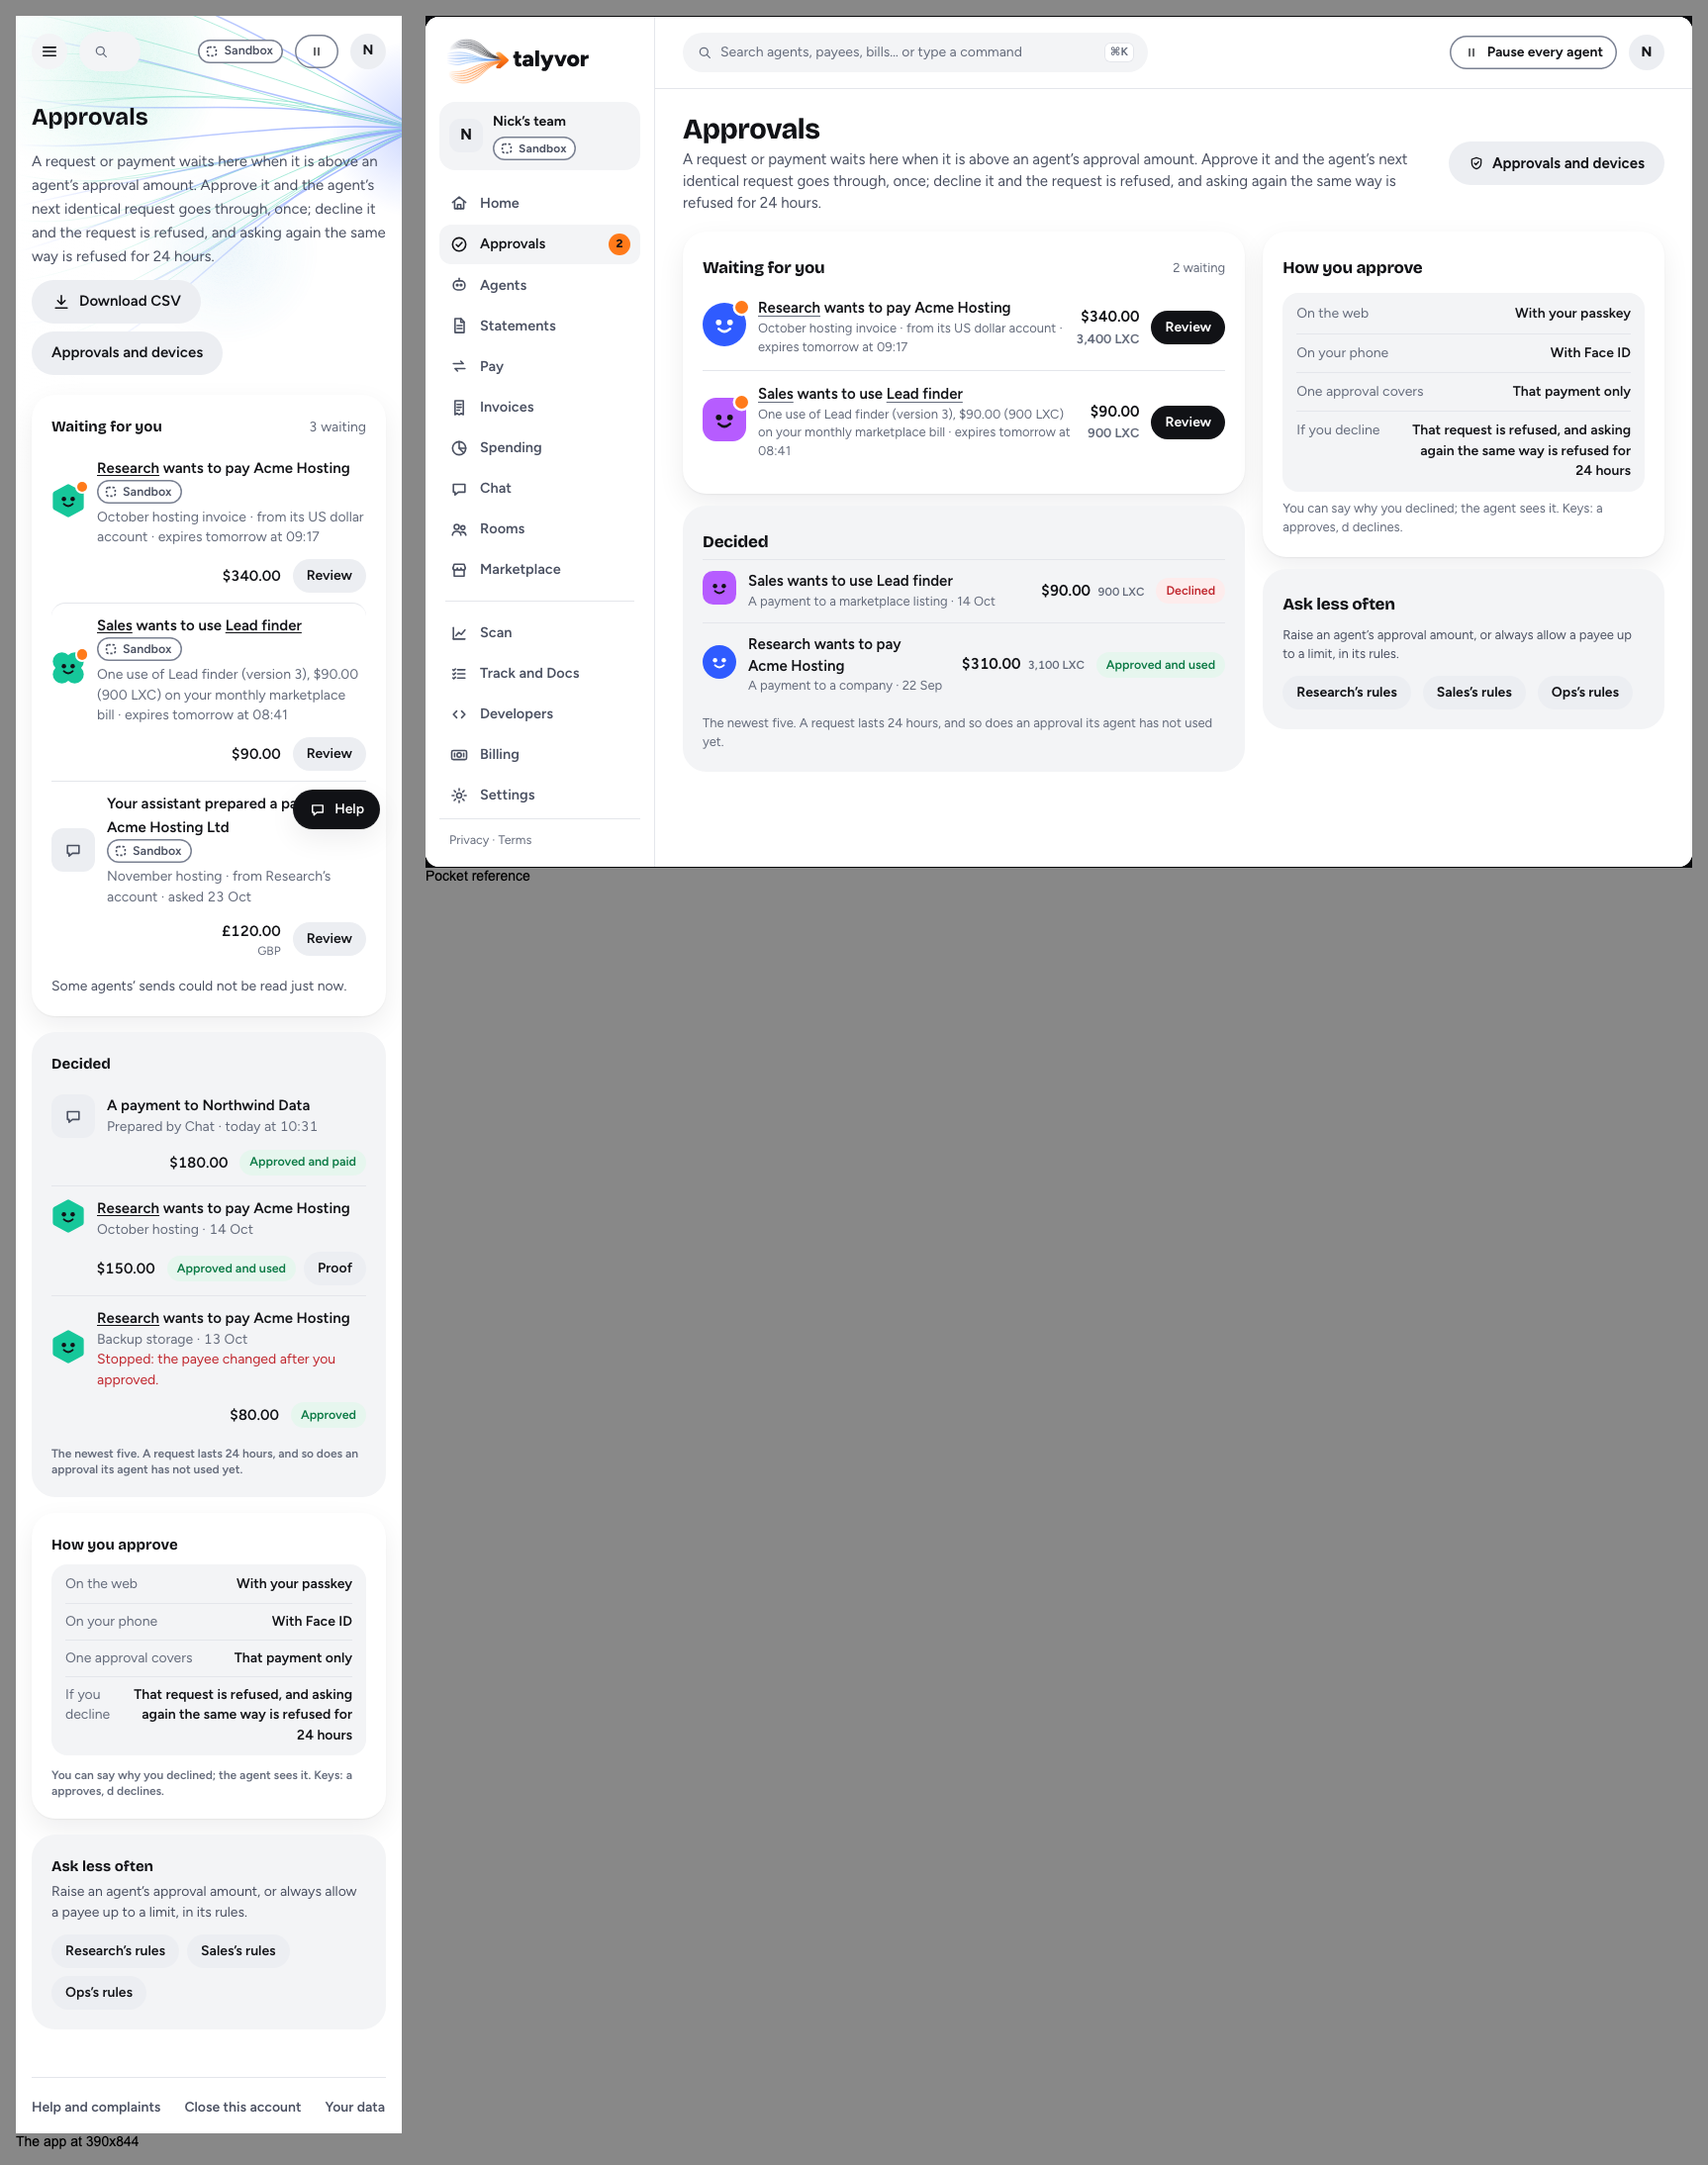 Sandbox
N
Approvals
A request or payment waits here when it is above an
agent’s approval amount. Approve it and the agent’s
next identical request goes through, once; decline it
and the request is refused, and asking again the same
way is refused for 24 hours.
Download CSV
Approvals and devices
Waiting for you
3 waiting
Research wants to pay Acme Hosting
Sandbox
October hosting invoice · from its US dollar
account · expires tomorrow at 09:17
$340.00
Review
Sales wants to use Lead finder
Sandbox
One use of Lead finder (version 3), $90.00
(900 LXC) on your monthly marketplace
bill · expires tomorrow at 08:41
$90.00
Review
Your assistant prepared a
Help
Acme Hosting Ltd
Sandbox
November hosting · from Research’s
account · asked 23 Oct
£120.00
GBP
Review
Some agents’ sends could not be read just now.
Decided
A payment to Northwind Data
Prepared by Chat · today at 10:31
$180.00
Approved and paid
Research wants to pay Acme Hosting
October hosting · 14 Oct
$150.00
Approved and used
Proof
Research wants to pay Acme Hosting
Backup storage · 13 Oct
Stopped: the payee changed after you
approved.
$80.00
Approved
The newest five. A request lasts 24 hours, and so does an
approval its agent has not used yet.
How you approve
On the web
With your passkey
On your phone
With Face ID
One approval covers
That payment only
If you
decline
That request is refused, and asking
again the same way is refused for
24 hours
You can say why you declined; the agent sees it. Keys: a
approves, d declines.
Ask less often
Raise an agent’s approval amount, or always allow
a payee up to a limit, in its rules.
Research’s rules
Sales’s rules
Ops’s rules
Help and complaints
Close this account
Your data
The app at 390x844
talyvor
N
Nick’s team
Sandbox
Home
Approvals
2
Agents
Statements
Pay
Invoices
Spending
Chat
Rooms
Marketplace
Scan
Track and Docs
Developers
Billing
Settings
Privacy · Terms
Search agents, payees, bills… or type a command
⌘K
Pause every agent
N
Approvals
A request or payment waits here when it is above an agent’s approval amount. Approve it and the agent’s next
identical request goes through, once; decline it and the request is refused, and asking again the same way is
refused for 24 hours.
Approvals and devices
Waiting for you
2 waiting
Research wants to pay Acme Hosting
October hosting invoice · from its US dollar account ·
expires tomorrow at 09:17
$340.00
3,400 LXC
Review
Sales wants to use Lead finder
One use of Lead finder (version 3), $90.00 (900 LXC)
on your monthly marketplace bill · expires tomorrow at
08:41
$90.00
900 LXC
Review
Decided
Sales wants to use Lead finder
A payment to a marketplace listing · 14 Oct
$90.00
900 LXC
Declined
Research wants to pay
Acme Hosting
A payment to a company · 22 Sep
$310.00
3,100 LXC
Approved and used
The newest five. A request lasts 24 hours, and so does an approval its agent has not used
yet.
How you approve
On the web
With your passkey
On your phone
With Face ID
One approval covers
That payment only
If you decline
That request is refused, and asking
again the same way is refused for
24 hours
You can say why you declined; the agent sees it. Keys: a
approves, d declines.
Ask less often
Raise an agent’s approval amount, or always allow a payee up
to a limit, in its rules.
Research’s rules
Sales’s rules
Ops’s rules
Pocket reference